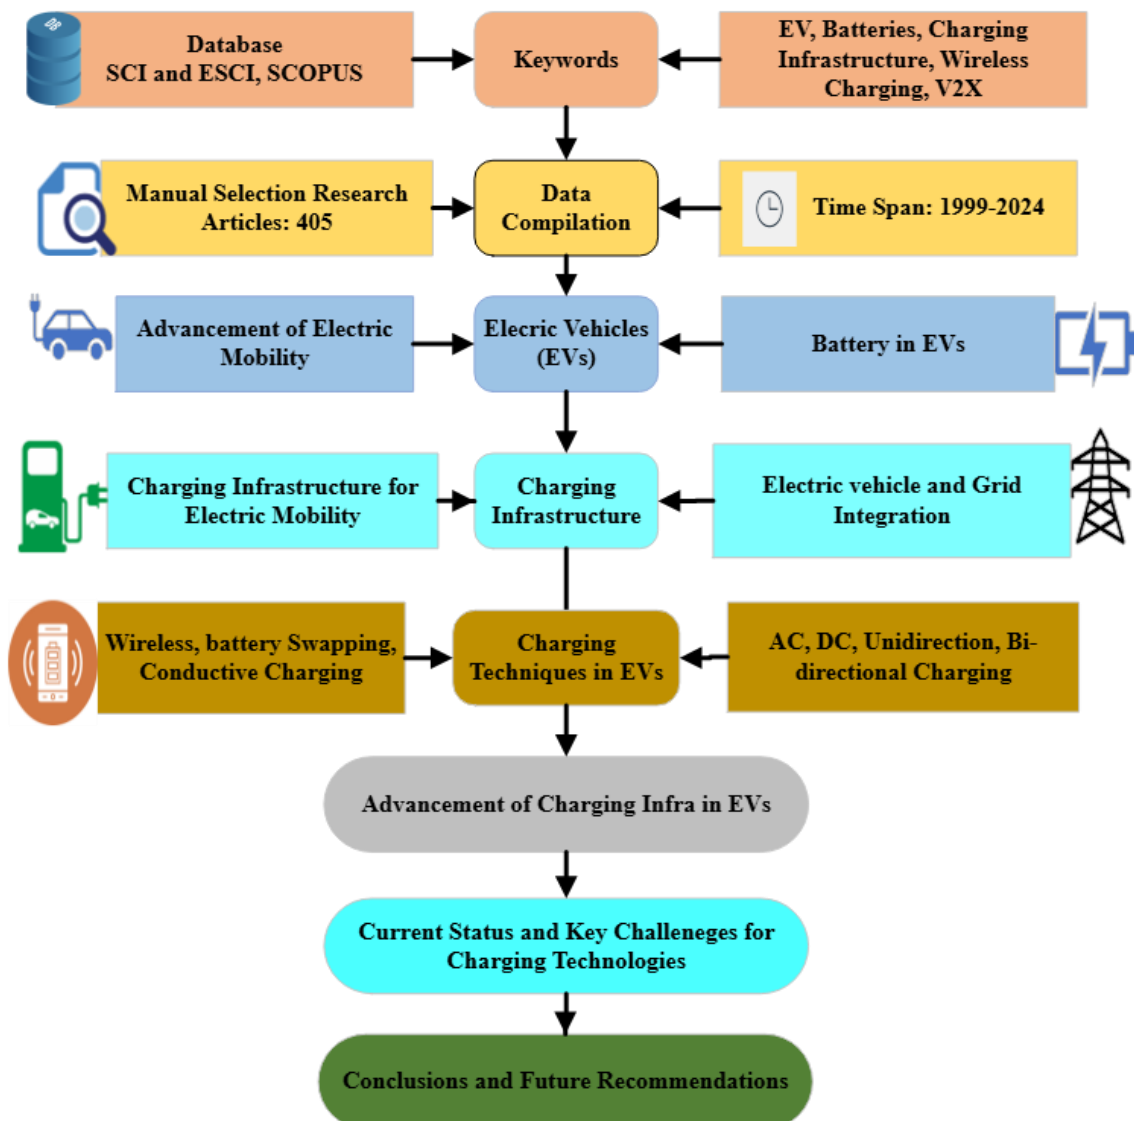 DB
Database
SCI and ESCI, SCOPUS
Keywords
EV, Batteries, Charging
Infrastructure, Wireless
Charging, V2X
Manual Selection Research
Articles: 405
Data
Compilation
Time Span: 1999-2024
Advancement of Electric
Mobility
Elecric Vehicles
(EVs)
Battery in EVs
Charging Infrastructure for
Electric Mobility
Charging
Infrastructure
Electric vehicle and Grid
Integration
Wireless, battery Swapping,
Conductive Charging
Charging
Techniques in EVs
AC, DC, Unidirection, Bi-
directional Charging
Advancement of Charging Infra in EVs
Current Status and Key Challeneges for
Charging Technologies
Conclusions and Future Recommendations